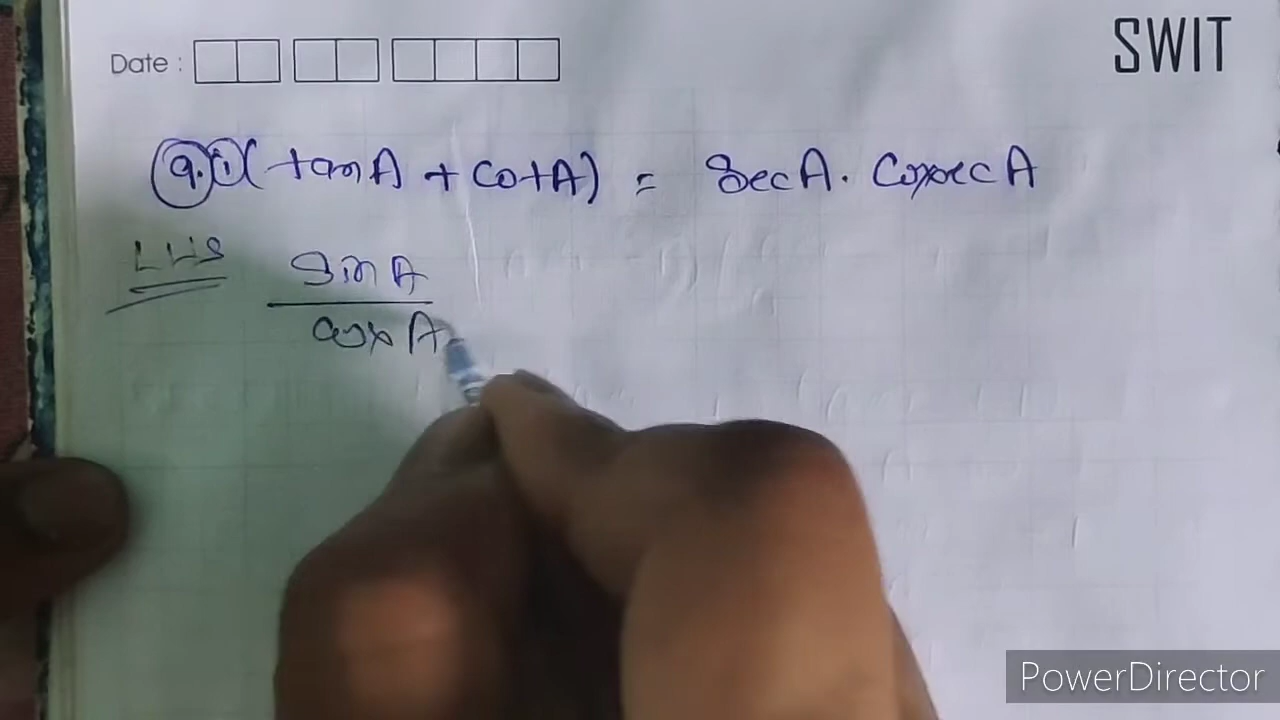 SWIT
Date :
9. i ( tanA + cotA) = SecA. CosecA
LHS SinA
cosA
PowerDirector